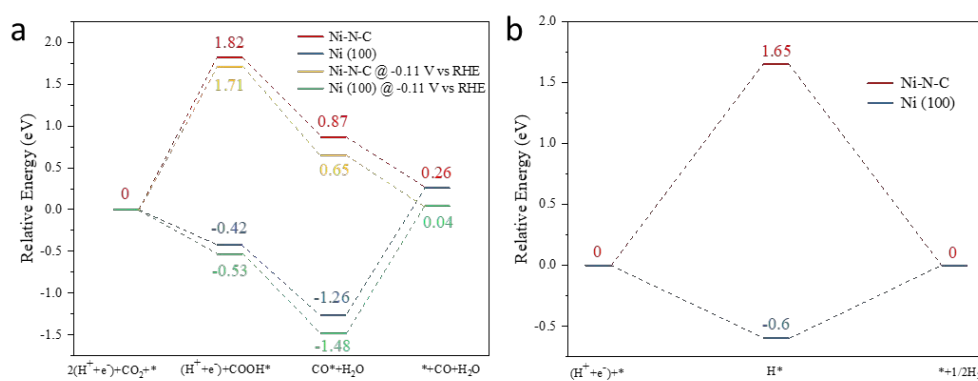 a
Relative Energy (eV)
2.0
1.5
1.0
0.5
0.0
-0.5
-1.0
-1.5
Ni-N-C
Ni (100)
Ni-N-C @ -0.11 V vs RHE
Ni (100) @ -0.11 V vs RHE
0
1.82
1.71
0.87
0.65
0.26
0.04
-0.42
-0.53
-1.26
-1.48
2(H⁺+e⁻)+CO₂+*
(H⁺+e⁻)+COOH*
CO*+H₂O
*+CO+H₂O
b
Relative Energy (eV)
2.0
1.5
1.0
0.5
0.0
-0.5
Ni-N-C
Ni (100)
1.65
0
0
-0.6
(H⁺+e⁻)+*
H*
*+1/2H₂